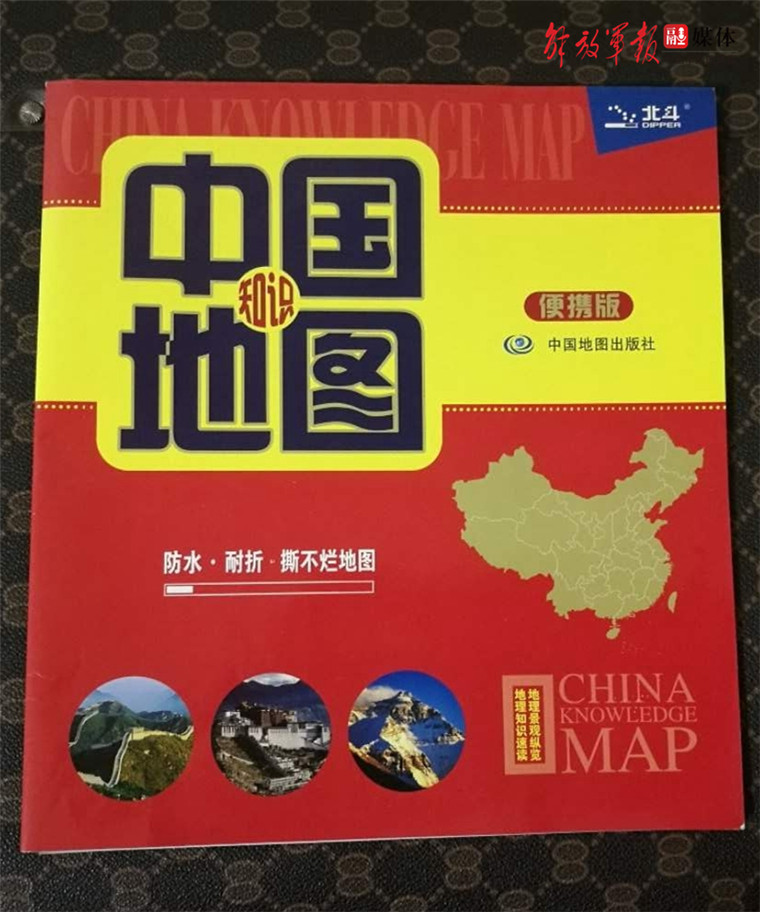 解放军报融媒体
CHINA KNOWLEDGE MAP
北斗®
DIPPER
中国
知识
地图
便携版
中国地图出版社
防水·耐折·撕不烂地图
地理景观纵览
地理知识速读
CHINA
KNOWLEDGE
MAP